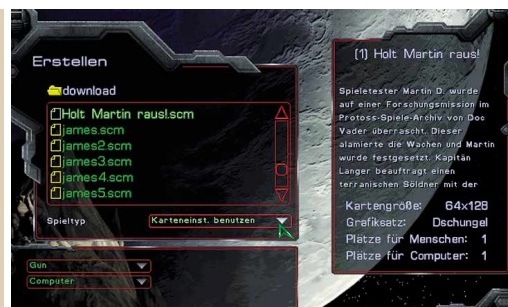 Erstellen
download
Holt Martin raus!.scm
james.scm
james2.scm
james3.scm
james4.scm
james5.scm
Spieltyp
Karteneinst. benutzen
Gun
Computer
(1) Holt Martin raus!
Spieletester Martin D. wurde
auf einer Forschungsmission im
Protoss-Spiele-Archiv von Doc
Vader überrascht. Dieser
alamierte die Wachen und Martin
wurde festgesetzt. Kapitän
Langer beauftragt einen
terranischen Söldner mit der
Kartengröße: 64x128
Grafiksatz: Dschungel
Plätze für Menschen: 1
Plätze für Computer: 1